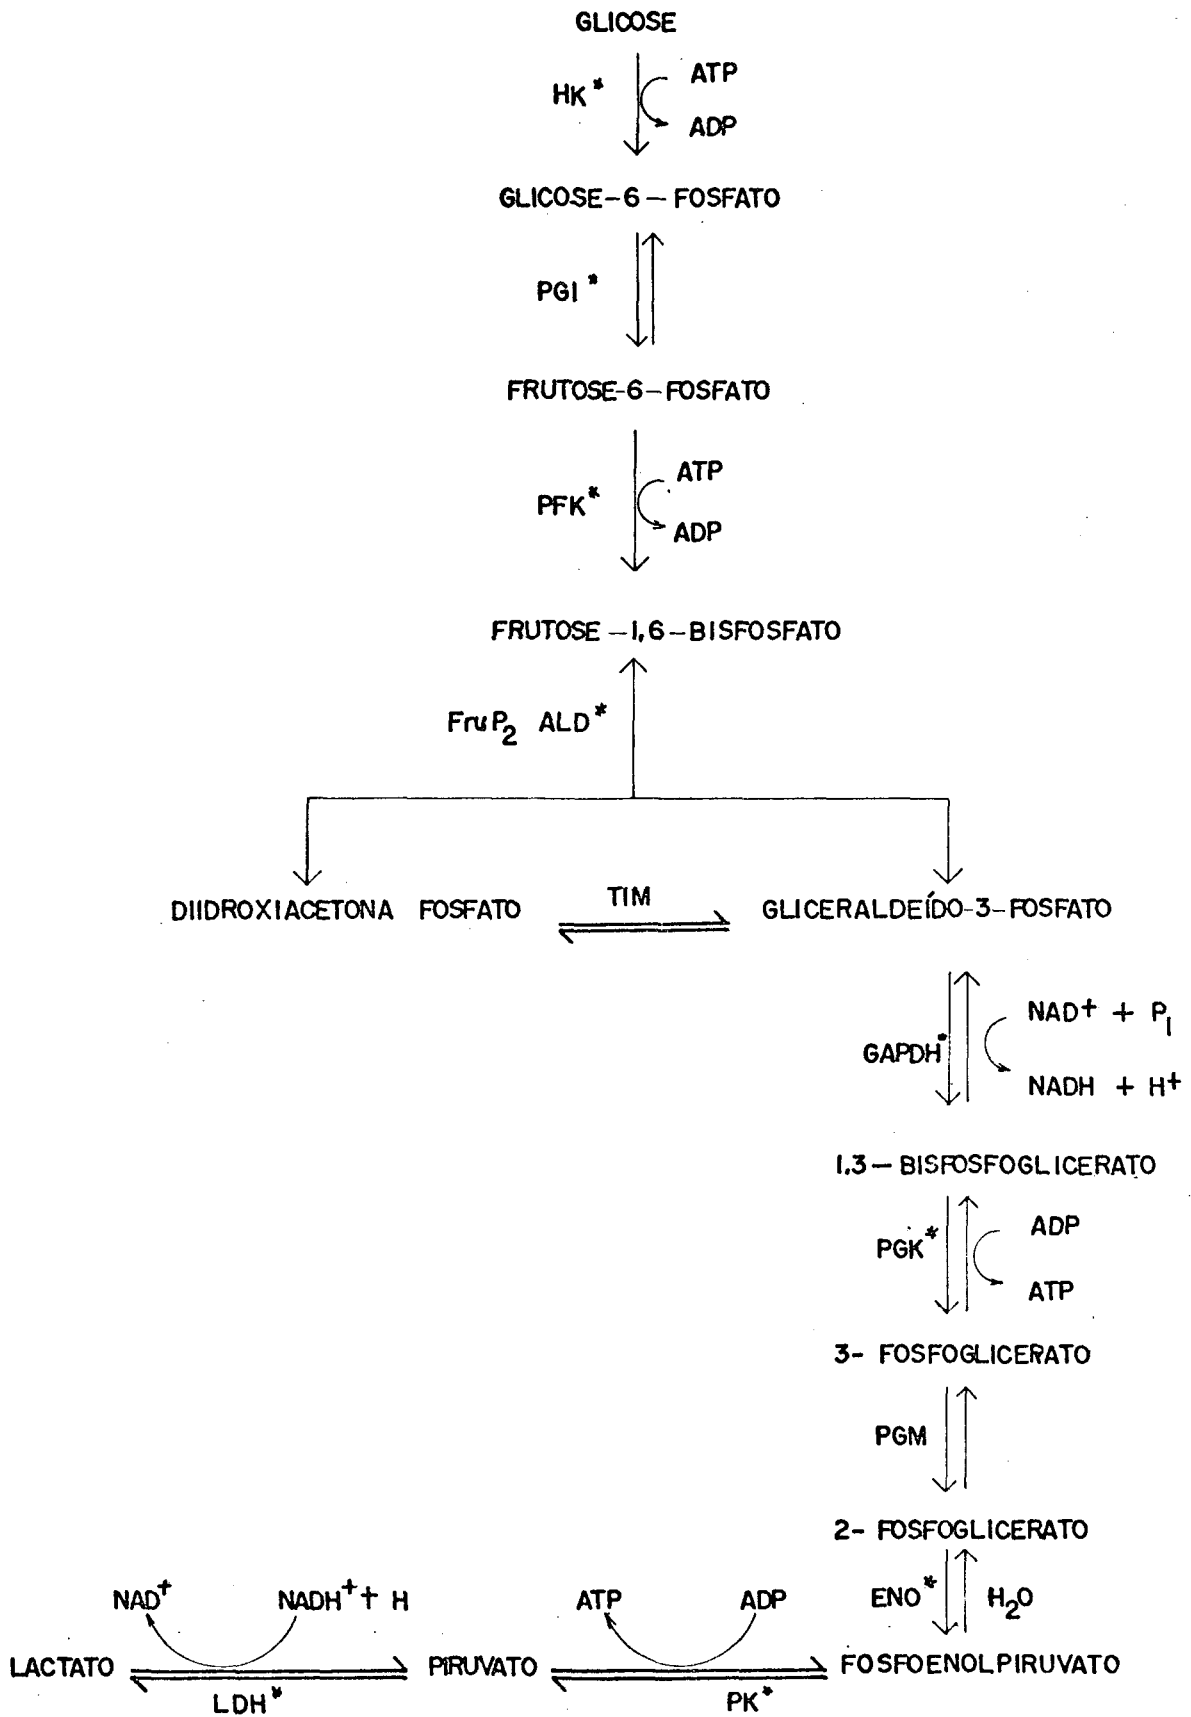 GLICOSE
HK*
ATP
ADP
GLICOSE-6-FOSFATO
PGI*
FRUTOSE-6-FOSFATO
PFK*
ATP
ADP
FRUTOSE-1,6-BISFOSFATO
FruP2 ALD*
DIIDROXIACETONA FOSFATO
TIM
GLICERALDEÍDO-3-FOSFATO
GAPDH*
NAD+ + PI
NADH + H+
1,3-BISFOSFOGLICERATO
PGK*
ADP
ATP
3-FOSFOGLICERATO
PGM
2-FOSFOGLICERATO
ENO*
H2O
NAD+
NADH+ + H
ATP
ADP
LACTATO
LDH*
PIRUVATO
PK*
FOSFOENOLPIRUVATO